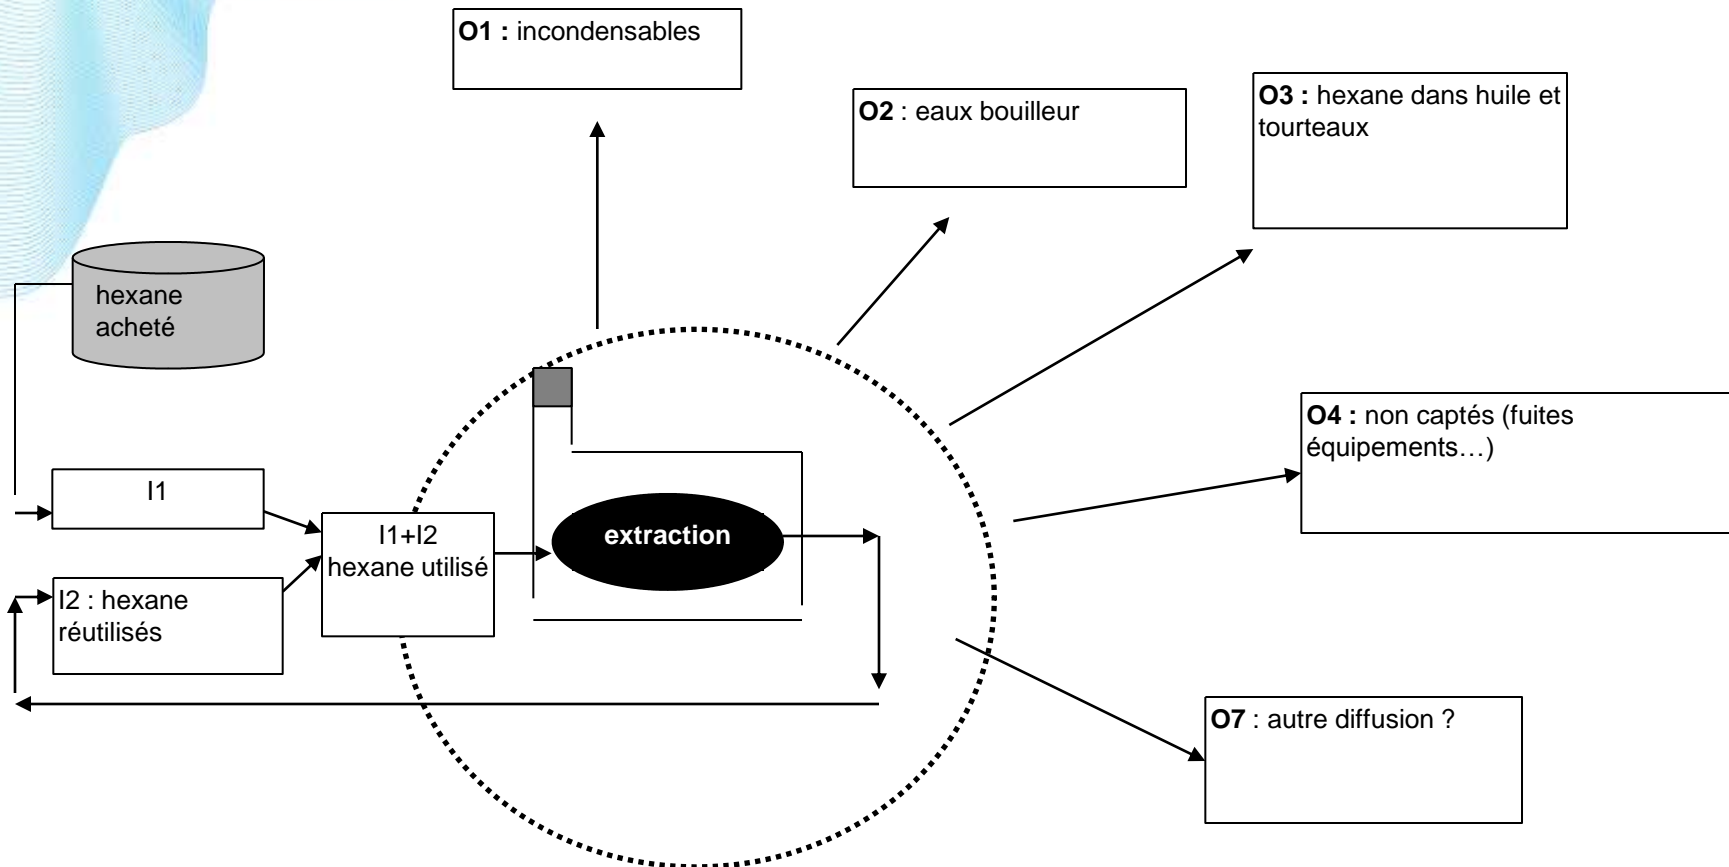 O1 : incondensables
O2 : eaux bouilleur
O3 : hexane dans huile et
tourteaux
hexane
acheté
O4 : non captés (fuites
équipements…)
I1
I1+I2
hexane utilisé
extraction
I2 : hexane
réutilisés
O7 : autre diffusion ?